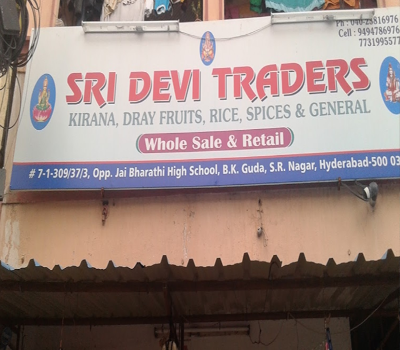 Ph : 040-23816976
Cell : 9494786976
SRI DEVI TRADERS
KIRANA, DRAY FRUITS, RICE, SPICES & GENERAL
Whole Sale & Retail
# 7-1-309/37/3, Opp. Jai Bharathi High School, B.K. Guda, S.R. Nagar, Hyderabad-500 03